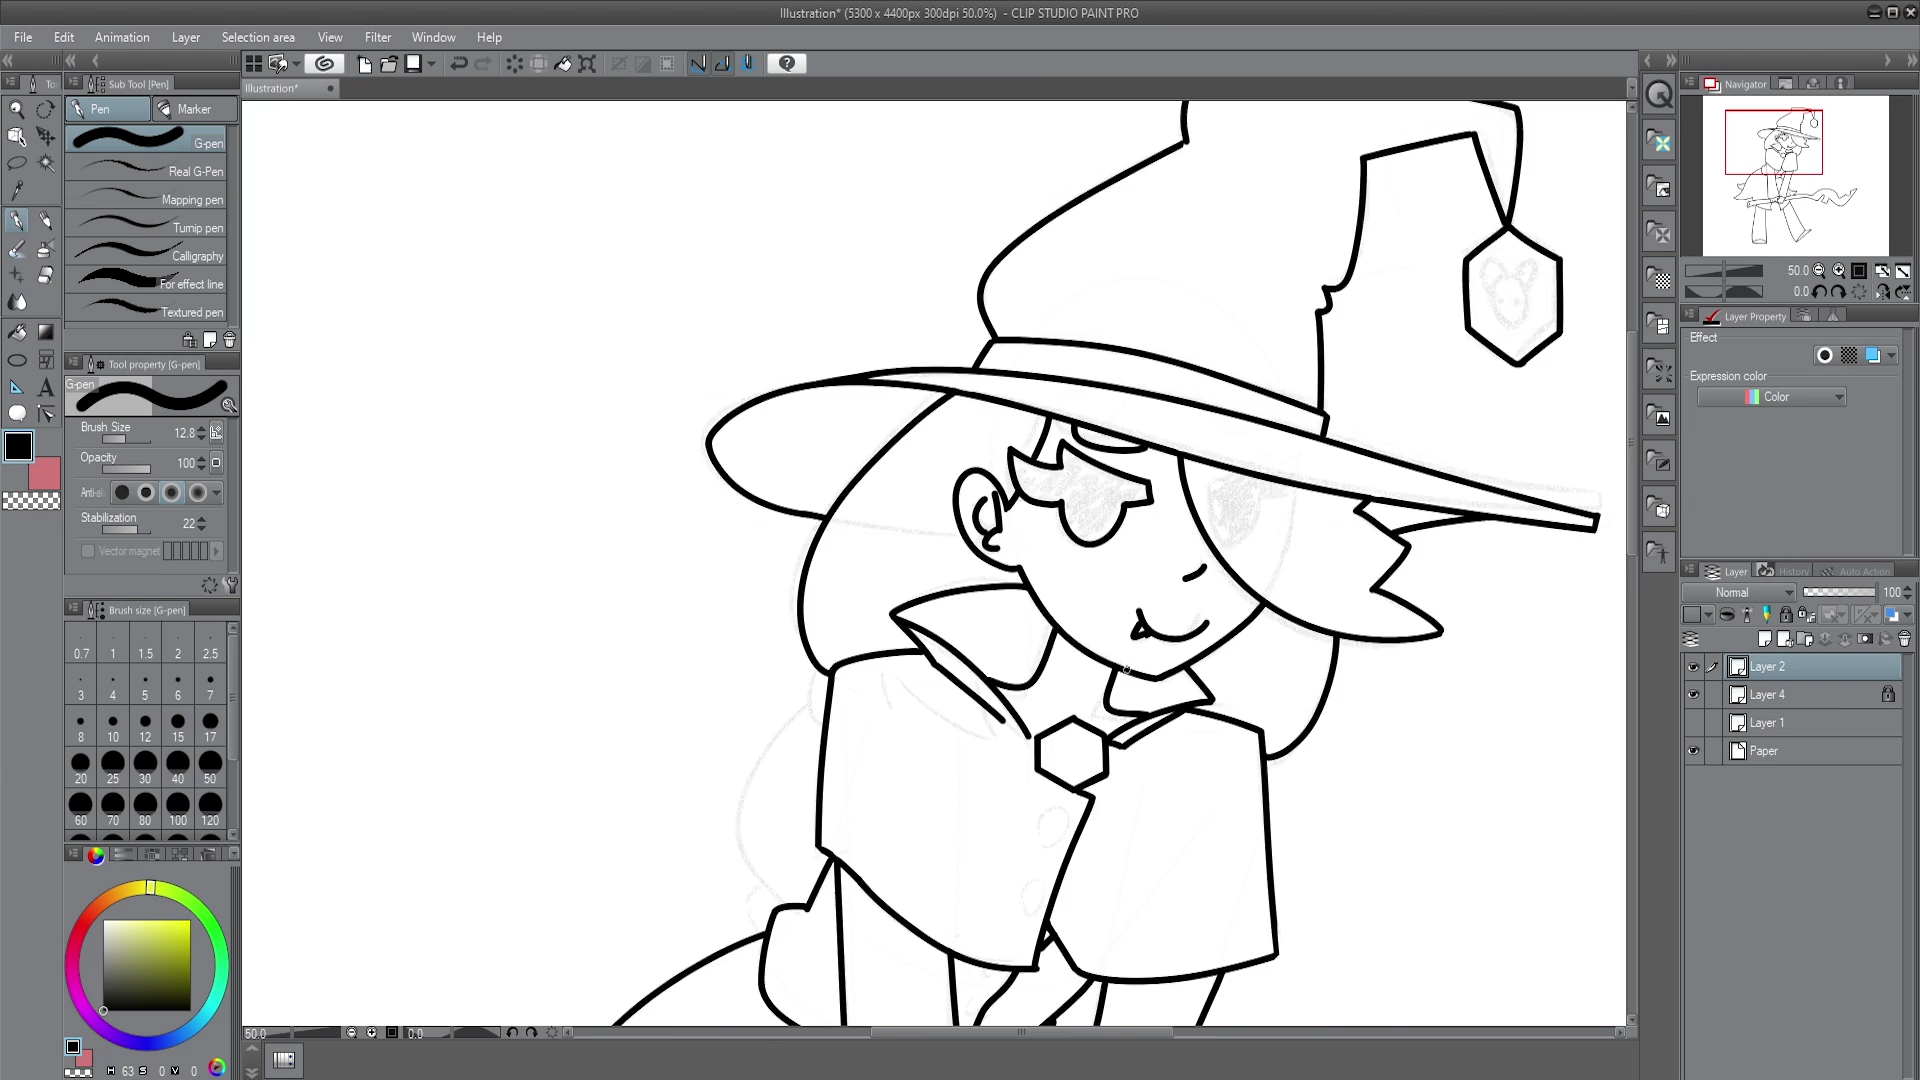 Illustration* (5300 x 4400px 300dpi 50.0%) - CLIP STUDIO PAINT PRO
File Edit Animation Layer Selection area View Filter Window Help
To
Sub Tool [Pen]
Illustration*
Pen Marker
G-pen
Real G-Pen
Mapping pen
Turnip pen
Calligraphy
For effect line
Textured pen
Tool property [G-pen]
G-pen
Brush Size 12.8
Opacity 100
Anti-al
Stabilization 22
Vector magnet
Brush size [G-pen]
0.7 1 1.5 2 2.5
3 4 5 6 7
8 10 12 15 17
20 25 30 40 50
60 70 80 100 120
H 63 S 0 V 0
50.0 0.0
Navigator
50.0
0.0
Layer Property
Effect
Expression color
Color
Layer History Auto Action
Normal 100
Layer 2
Layer 4
Layer 1
Paper